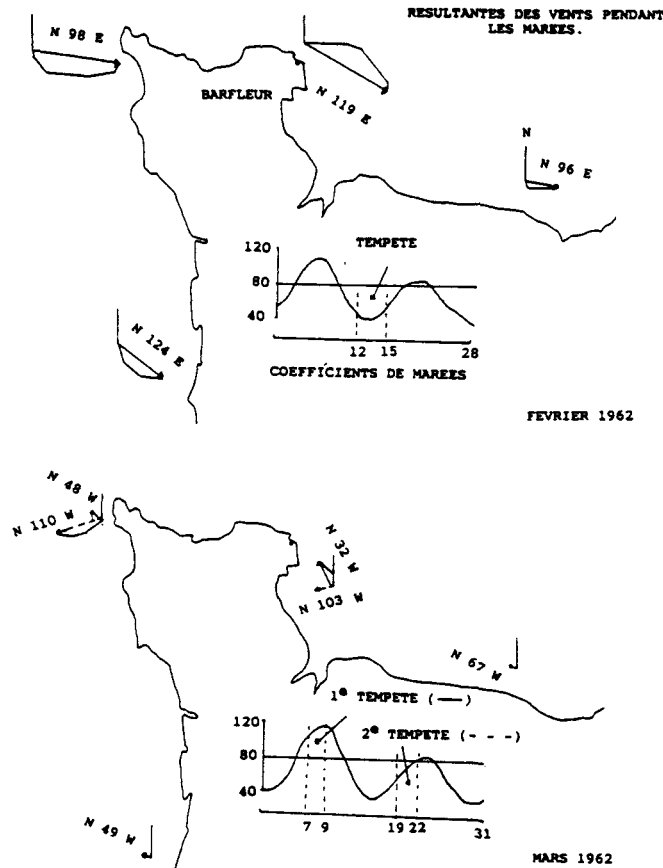 RESULTANTES DES VENTS PENDANT
LES MAREES.
N 98 E
BARFLEUR
N 119 E
N
N 96 E
TEMPETE
120
80
40
12 15 28
COEFFICIENTS DE MAREES
N 124 E
FEVRIER 1962
N 48 W
N 110 W
N 32 W
N 103 W
N 67 W
1e TEMPETE (——)
2e TEMPETE (- - -)
120
80
40
7 9 19 22 31
N 49 W
MARS 1962